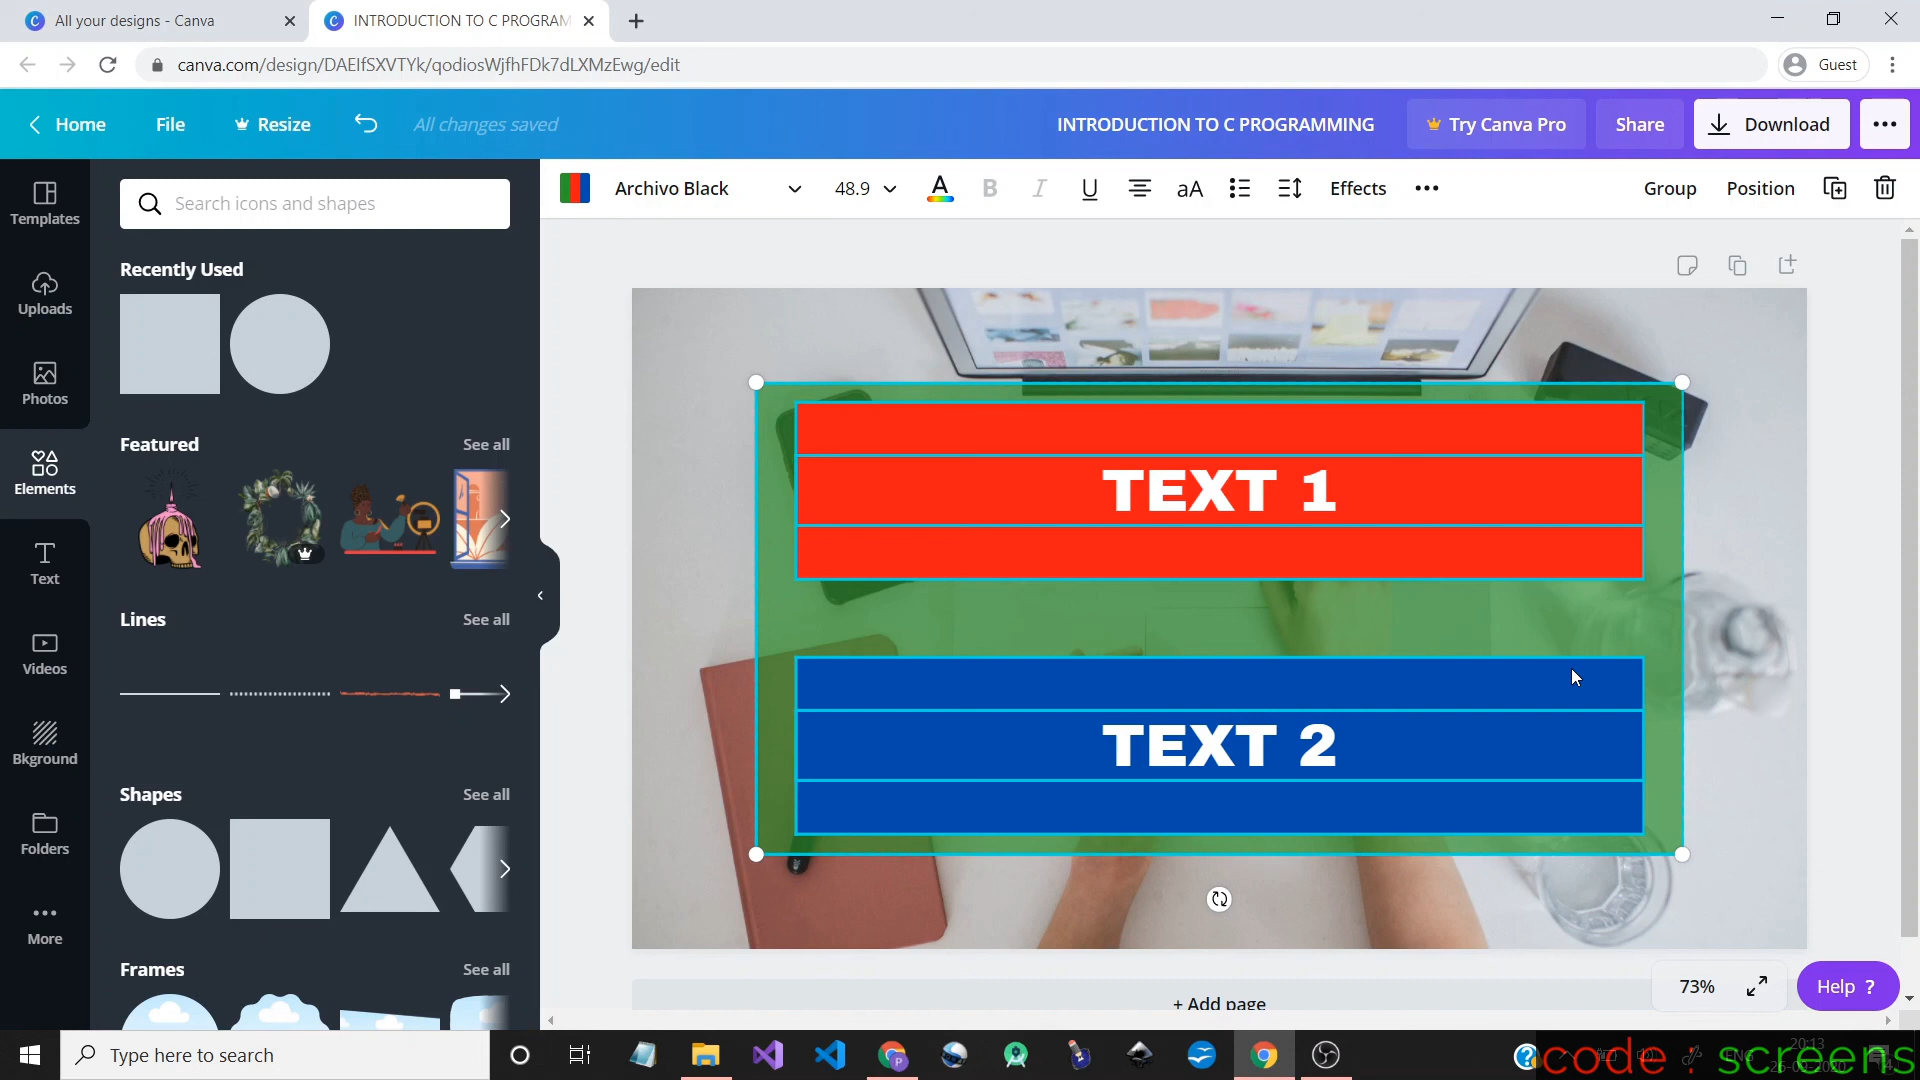 All your designs - Canva
INTRODUCTION TO C PROGRAM
canva.com/design/DAEIfSXVTYk/qodiosWjfhFDk7dLXMzEwg/edit
Guest
Home
File
Resize
All changes saved
INTRODUCTION TO C PROGRAMMING
Try Canva Pro
Share
Download
Templates
Uploads
Photos
Elements
Text
Videos
Bkground
Folders
More
Search icons and shapes
Recently Used
Featured
See all
Lines
See all
Shapes
See all
Frames
See all
Archivo Black
48.9
A
B
I
U
aA
Effects
Group
Position
TEXT 1
TEXT 2
+ Add page
73%
Help ?
Type here to search
ENG
20:13
code : screens